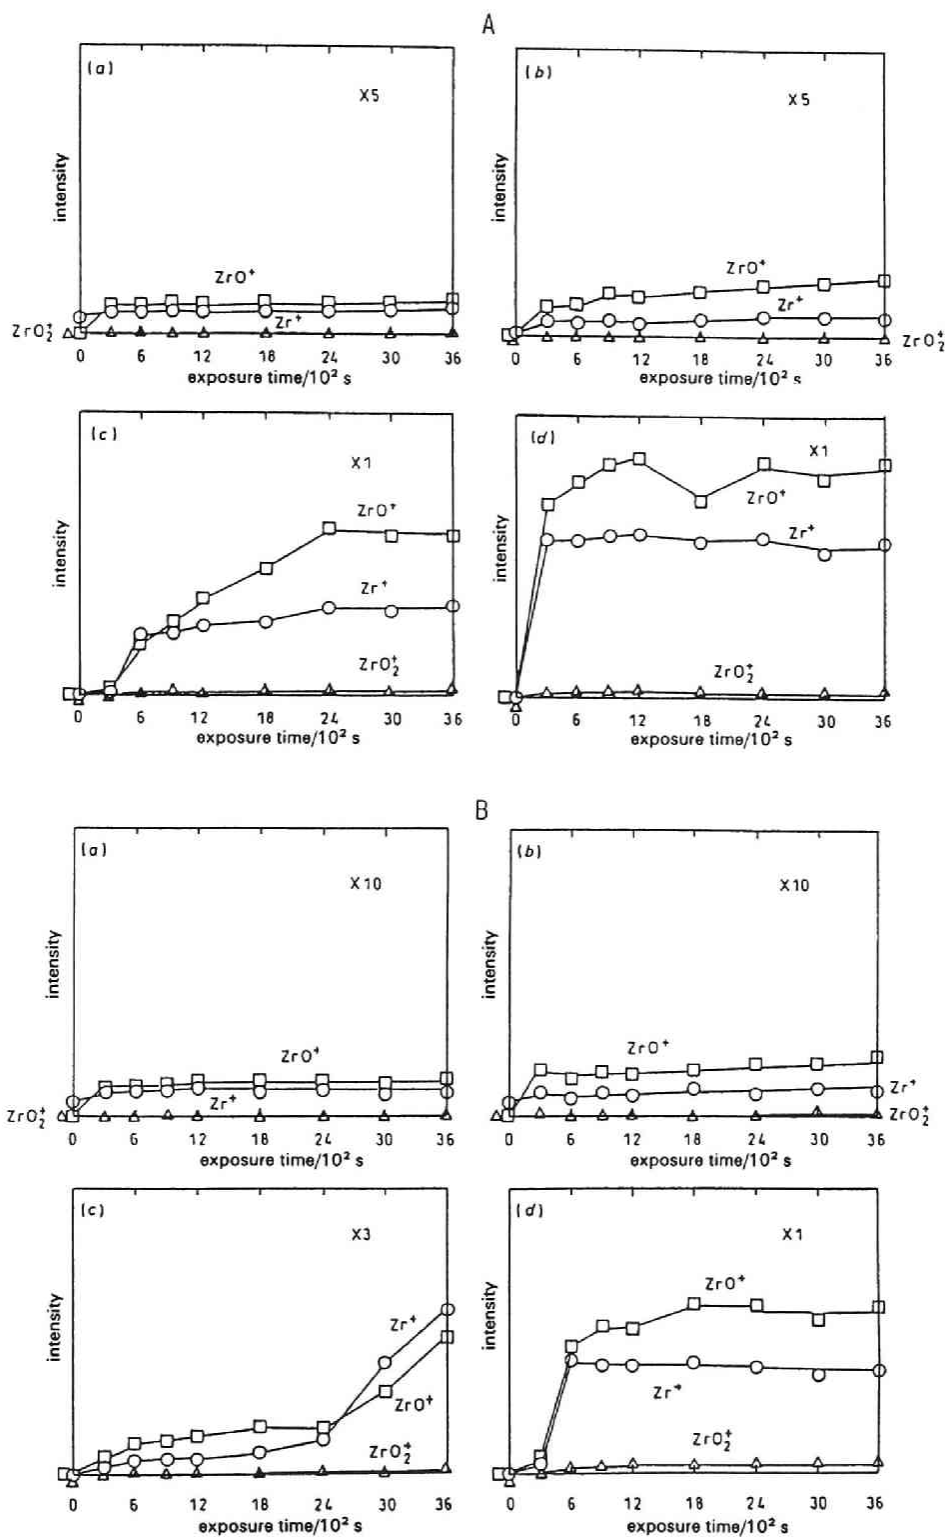 A
(a)
X5
intensity
ZrO⁺
Zr⁺
ZrO₂⁺
0 6 12 18 24 30 36
exposure time/10² s
(b)
X5
intensity
ZrO⁺
Zr⁺
ZrO₂⁺
0 6 12 18 24 30 36
exposure time/10² s
(c)
X1
intensity
ZrO⁺
Zr⁺
ZrO₂⁺
0 6 12 18 24 30 36
exposure time/10² s
(d)
X1
intensity
ZrO⁺
Zr⁺
ZrO₂⁺
0 6 12 18 24 30 36
exposure time/10² s
B
(a)
X10
intensity
ZrO⁺
Zr⁺
ZrO₂⁺
0 6 12 18 24 30 36
exposure time/10² s
(b)
X10
intensity
ZrO⁺
Zr⁺
ZrO₂⁺
0 6 12 18 24 30 36
exposure time/10² s
(c)
X3
intensity
Zr⁺
ZrO⁺
ZrO₂⁺
0 6 12 18 24 30 36
exposure time/10² s
(d)
X1
intensity
ZrO⁺
Zr⁺
ZrO₂⁺
0 6 12 18 24 30 36
exposure time/10² s